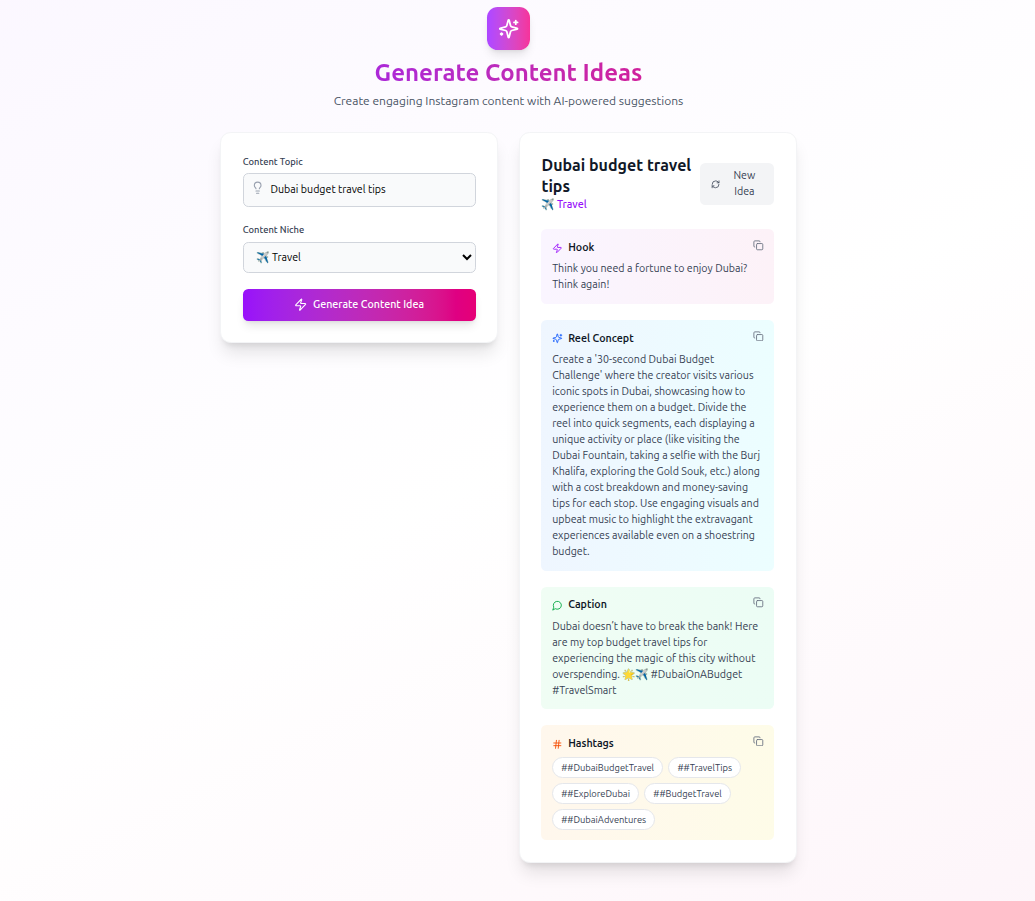 Generate Content Ideas
Create engaging Instagram content with AI-powered suggestions
Content Topic
Dubai budget travel tips
Content Niche
✈️ Travel
Generate Content Idea
Dubai budget travel
tips
✈️ Travel
New
Idea
Hook
Think you need a fortune to enjoy Dubai?
Think again!
Reel Concept
Create a '30-second Dubai Budget
Challenge' where the creator visits various
iconic spots in Dubai, showcasing how to
experience them on a budget. Divide the
reel into quick segments, each displaying a
unique activity or place (like visiting the
Dubai Fountain, taking a selfie with the Burj
Khalifa, exploring the Gold Souk, etc.) along
with a cost breakdown and money-saving
tips for each stop. Use engaging visuals and
upbeat music to highlight the extravagant
experiences available even on a shoestring
budget.
Caption
Dubai doesn't have to break the bank! Here
are my top budget travel tips for
experiencing the magic of this city without
overspending. 🌟✈️ #DubaiOnABudget
#TravelSmart
Hashtags
##DubaiBudgetTravel ##TravelTips
##ExploreDubai ##BudgetTravel
##DubaiAdventures